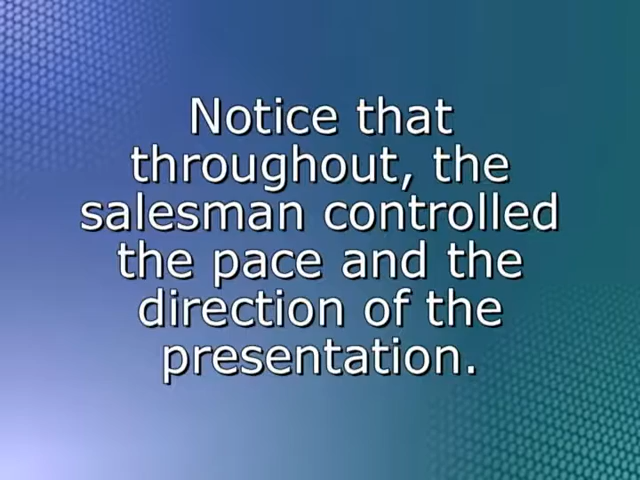 Notice that
throughout, the
salesman controlled
the pace and the
direction of the
presentation.